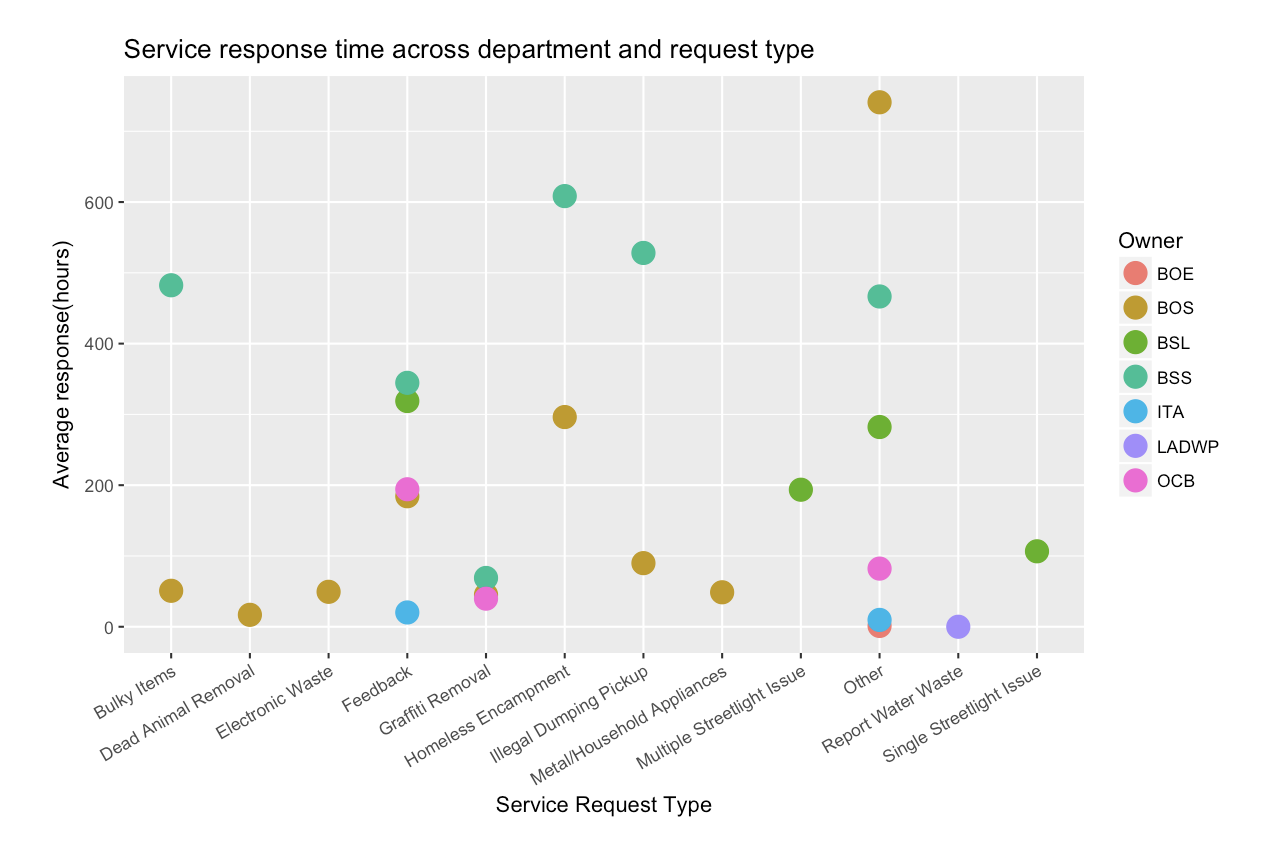 Service response time across department and request type
Average response(hours)
600
400
200
0
Bulky Items
Dead Animal Removal
Electronic Waste
Feedback
Graffiti Removal
Homeless Encampment
Illegal Dumping Pickup
Metal/Household Appliances
Multiple Streetlight Issue
Other
Report Water Waste
Single Streetlight Issue
Service Request Type
Owner
BOE
BOS
BSL
BSS
ITA
LADWP
OCB